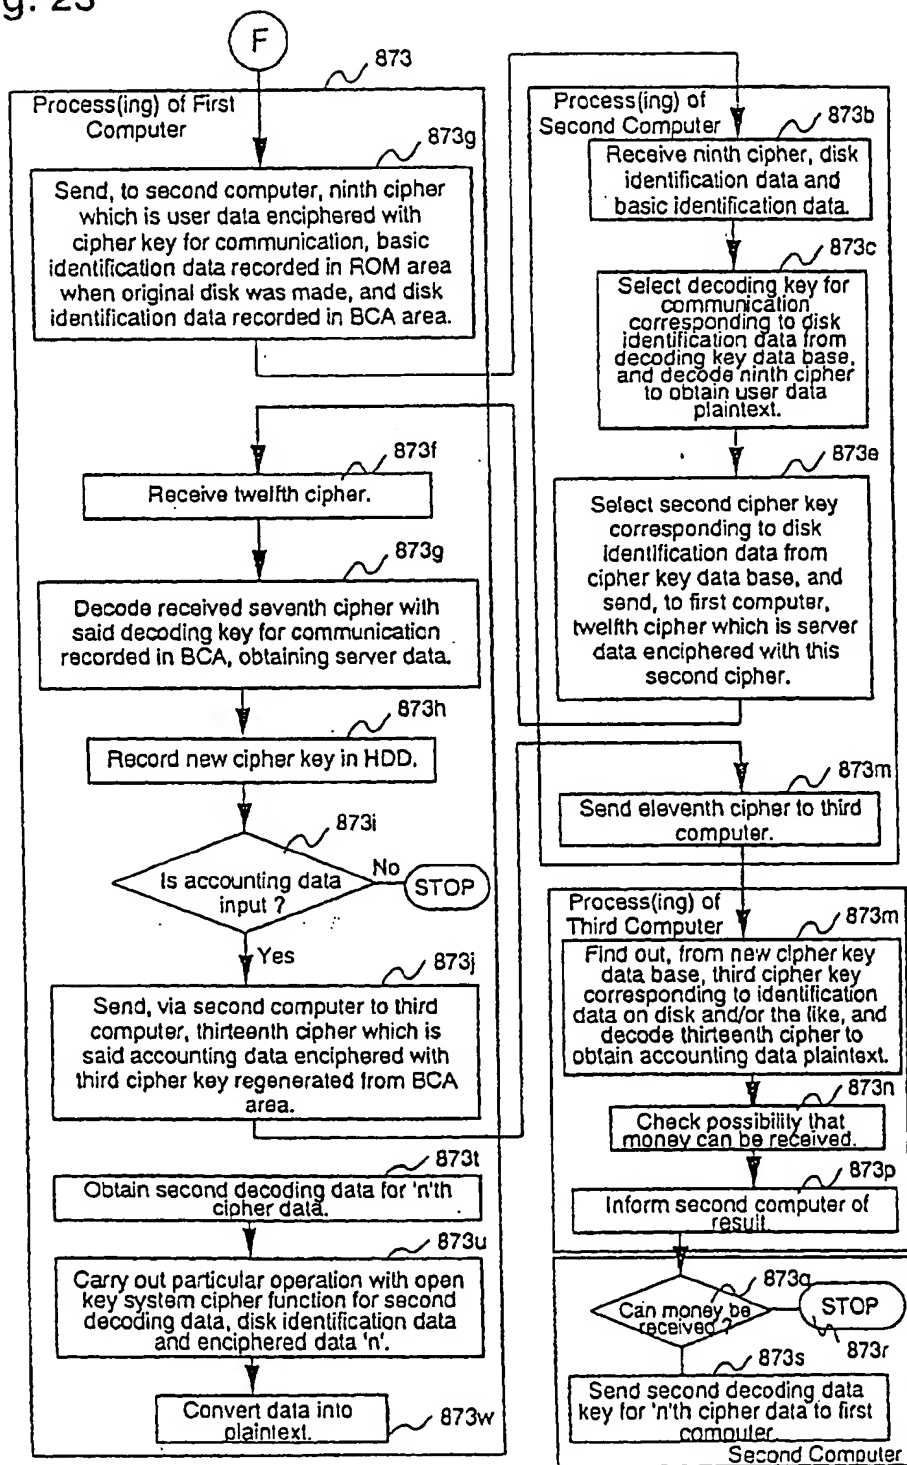 g. 23
F
873
Process(ing) of First
Computer
873g
Send, to second computer, ninth cipher
which is user data enciphered with
cipher key for communication, basic
identification data recorded in ROM area
when original disk was made, and disk
identification data recorded in BCA area.
873f
Receive twelfth cipher.
873g
Decode received seventh cipher with
said decoding key for communication
recorded in BCA, obtaining server data.
873h
Record new cipher key in HDD.
873i
Is accounting data
input ?
No
STOP
Yes
873j
Send, via second computer to third
computer, thirteenth cipher which is
said accounting data enciphered with
third cipher key regenerated from BCA
area.
873t
Obtain second decoding data for 'n'th
cipher data.
873u
Carry out particular operation with open
key system cipher function for second
decoding data, disk identification data
and enciphered data 'n'.
Convert data into
plaintext.
873w
Process(ing) of
Second Computer
873b
Receive ninth cipher, disk
identification data and
basic identification data.
873c
Select decoding key for
communication
corresponding to disk
identification data from
decoding key data base,
and decode ninth cipher
to obtain user data
plaintext.
873e
Select second cipher key
corresponding to disk
identification data from
cipher key data base, and
send, to first computer,
twelfth cipher which is server
data enciphered with this
second cipher.
873m
Send eleventh cipher to third
computer.
Process(ing) of
Third Computer
873m
Find out, from new cipher key
data base, third cipher key
corresponding to identification
data on disk and/or the like, and
decode thirteenth cipher to
obtain accounting data plaintext.
873n
Check possibility that
money can be received.
873p
Inform second computer of
result.
873q
Can money be
received ?
STOP
873r
873s
Send second decoding data
key for 'n'th cipher data to first
computer.
Second Computer